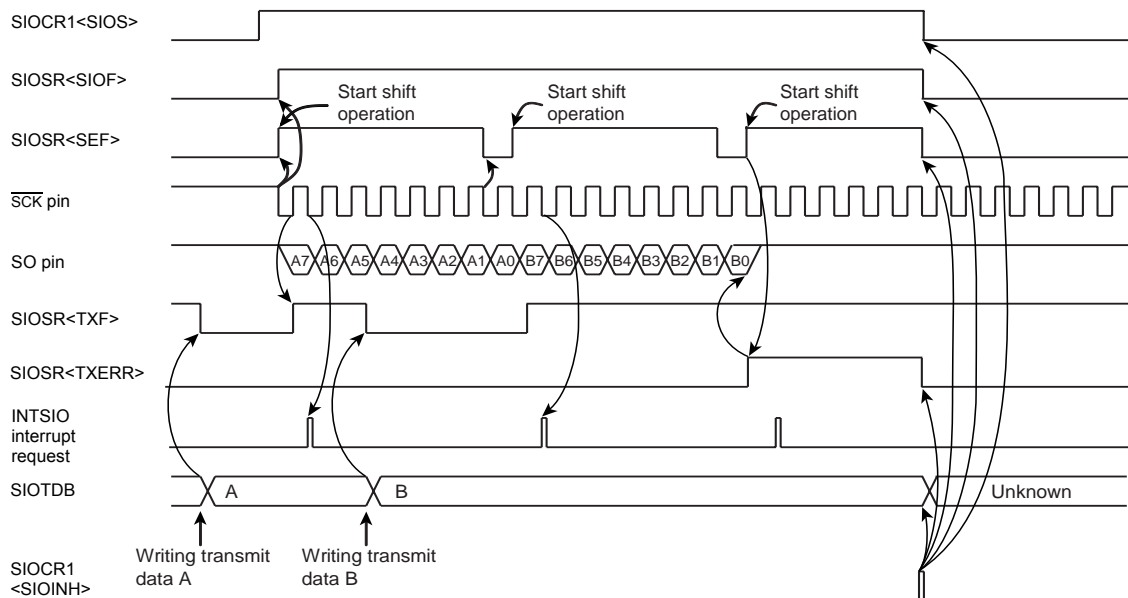 SIOCR1<SIOS>
SIOSR<SIOF>
Start shift
operation
Start shift
operation
Start shift
operation
SIOSR<SEF>
SCK pin
SO pin
A7 A6 A5 A4 A3 A2 A1 A0 B7 B6 B5 B4 B3 B2 B1 B0
SIOSR<TXF>
SIOSR<TXERR>
INTSIO
interrupt
request
SIOTDB
A
B
Unknown
Writing transmit
data A
Writing transmit
data B
SIOCR1
<SIOINH>